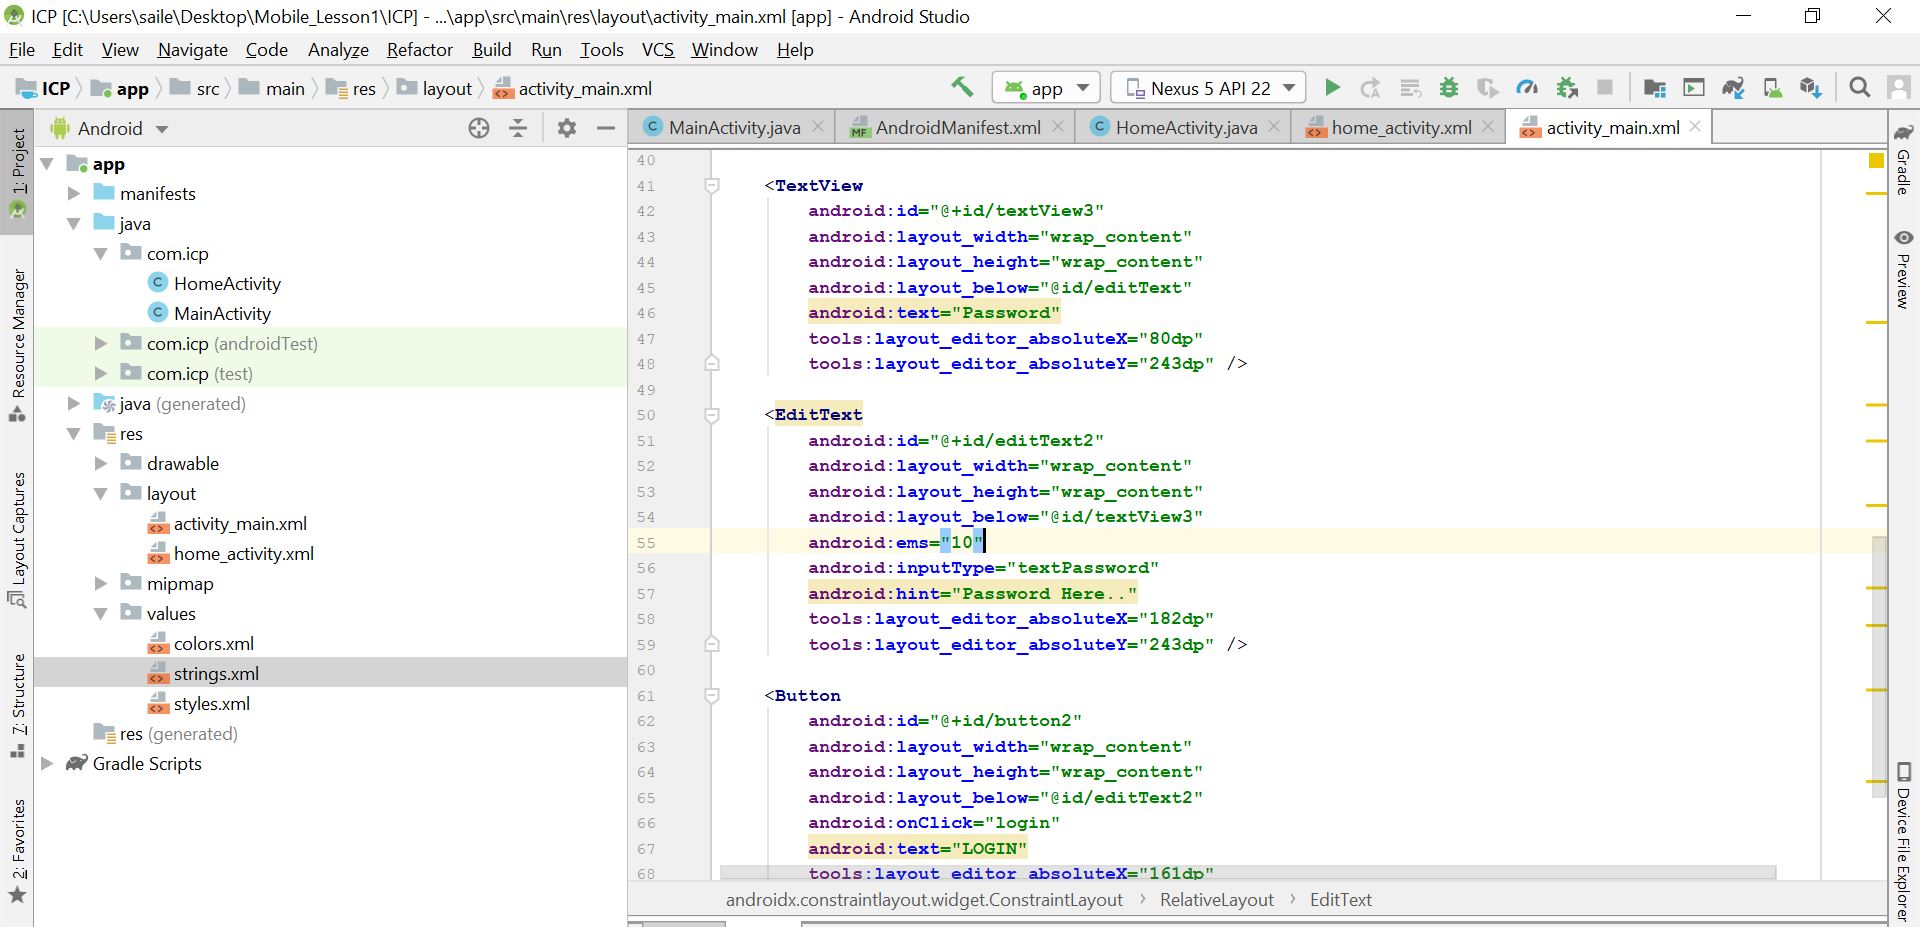 ICP [C:\Users\saile\Desktop\Mobile_Lesson1\ICP] - ...\app\src\main\res\layout\activity_main.xml [app] - Android Studio
File Edit View Navigate Code Analyze Refactor Build Run Tools VCS Window Help
ICP app src main res layout activity_main.xml app Nexus 5 API 22
Android
MainActivity.java AndroidManifest.xml HomeActivity.java home_activity.xml activity_main.xml
1: Project
Resource Manager
Layout Captures
7: Structure
2: Favorites
app
manifests
java
com.icp
HomeActivity
MainActivity
com.icp (androidTest)
com.icp (test)
java (generated)
res
drawable
layout
activity_main.xml
home_activity.xml
mipmap
values
colors.xml
strings.xml
styles.xml
res (generated)
Gradle Scripts
40
41 <TextView
42 android:id="@+id/textView3"
43 android:layout_width="wrap_content"
44 android:layout_height="wrap_content"
45 android:layout_below="@id/editText"
46 android:text="Password"
47 tools:layout_editor_absoluteX="80dp"
48 tools:layout_editor_absoluteY="243dp" />
49
50 <EditText
51 android:id="@+id/editText2"
52 android:layout_width="wrap_content"
53 android:layout_height="wrap_content"
54 android:layout_below="@id/textView3"
55 android:ems="10"
56 android:inputType="textPassword"
57 android:hint="Password Here.."
58 tools:layout_editor_absoluteX="182dp"
59 tools:layout_editor_absoluteY="243dp" />
60
61 <Button
62 android:id="@+id/button2"
63 android:layout_width="wrap_content"
64 android:layout_height="wrap_content"
65 android:layout_below="@id/editText2"
66 android:onClick="login"
67 android:text="LOGIN"
68 tools:layout_editor_absoluteX="161dp"
androidx.constraintlayout.widget.ConstraintLayout RelativeLayout EditText
Gradle
Preview
Device File Explorer